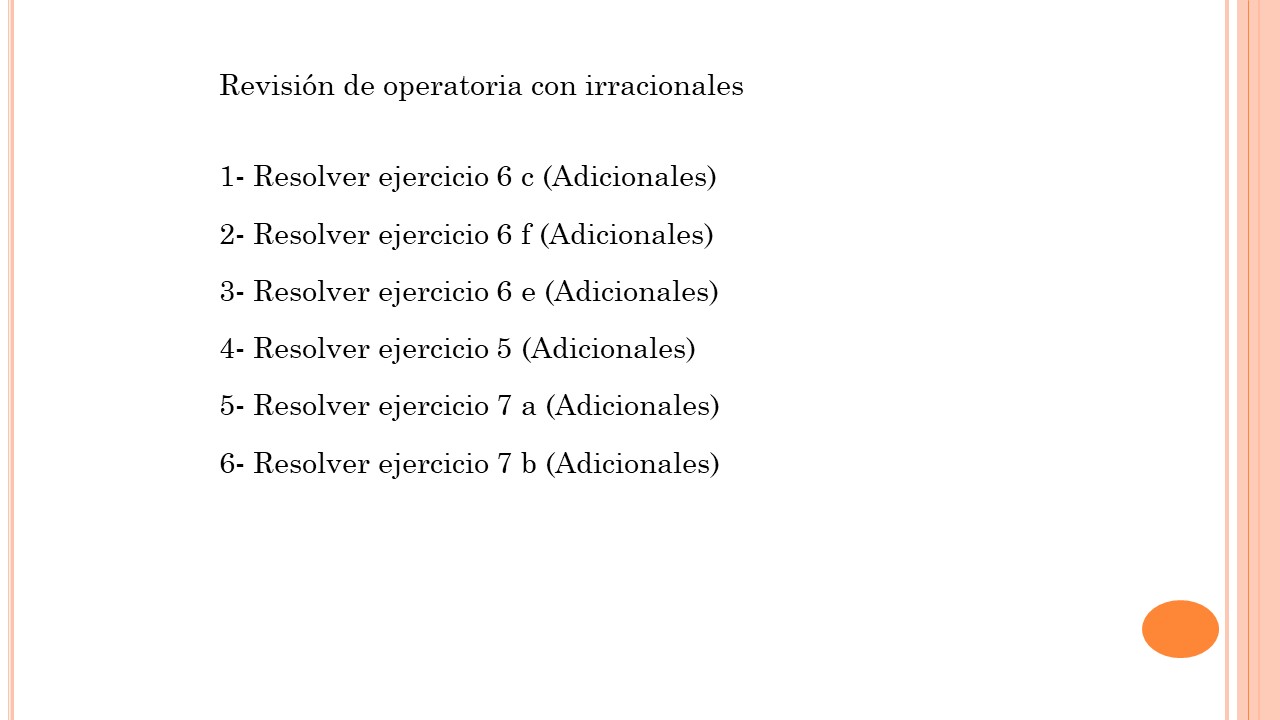 Revisión de operatoria con irracionales
1- Resolver ejercicio 6 c (Adicionales)
2- Resolver ejercicio 6 f (Adicionales)
3- Resolver ejercicio 6 e (Adicionales)
4- Resolver ejercicio 5 (Adicionales)
5- Resolver ejercicio 7 a (Adicionales)
6- Resolver ejercicio 7 b (Adicionales)